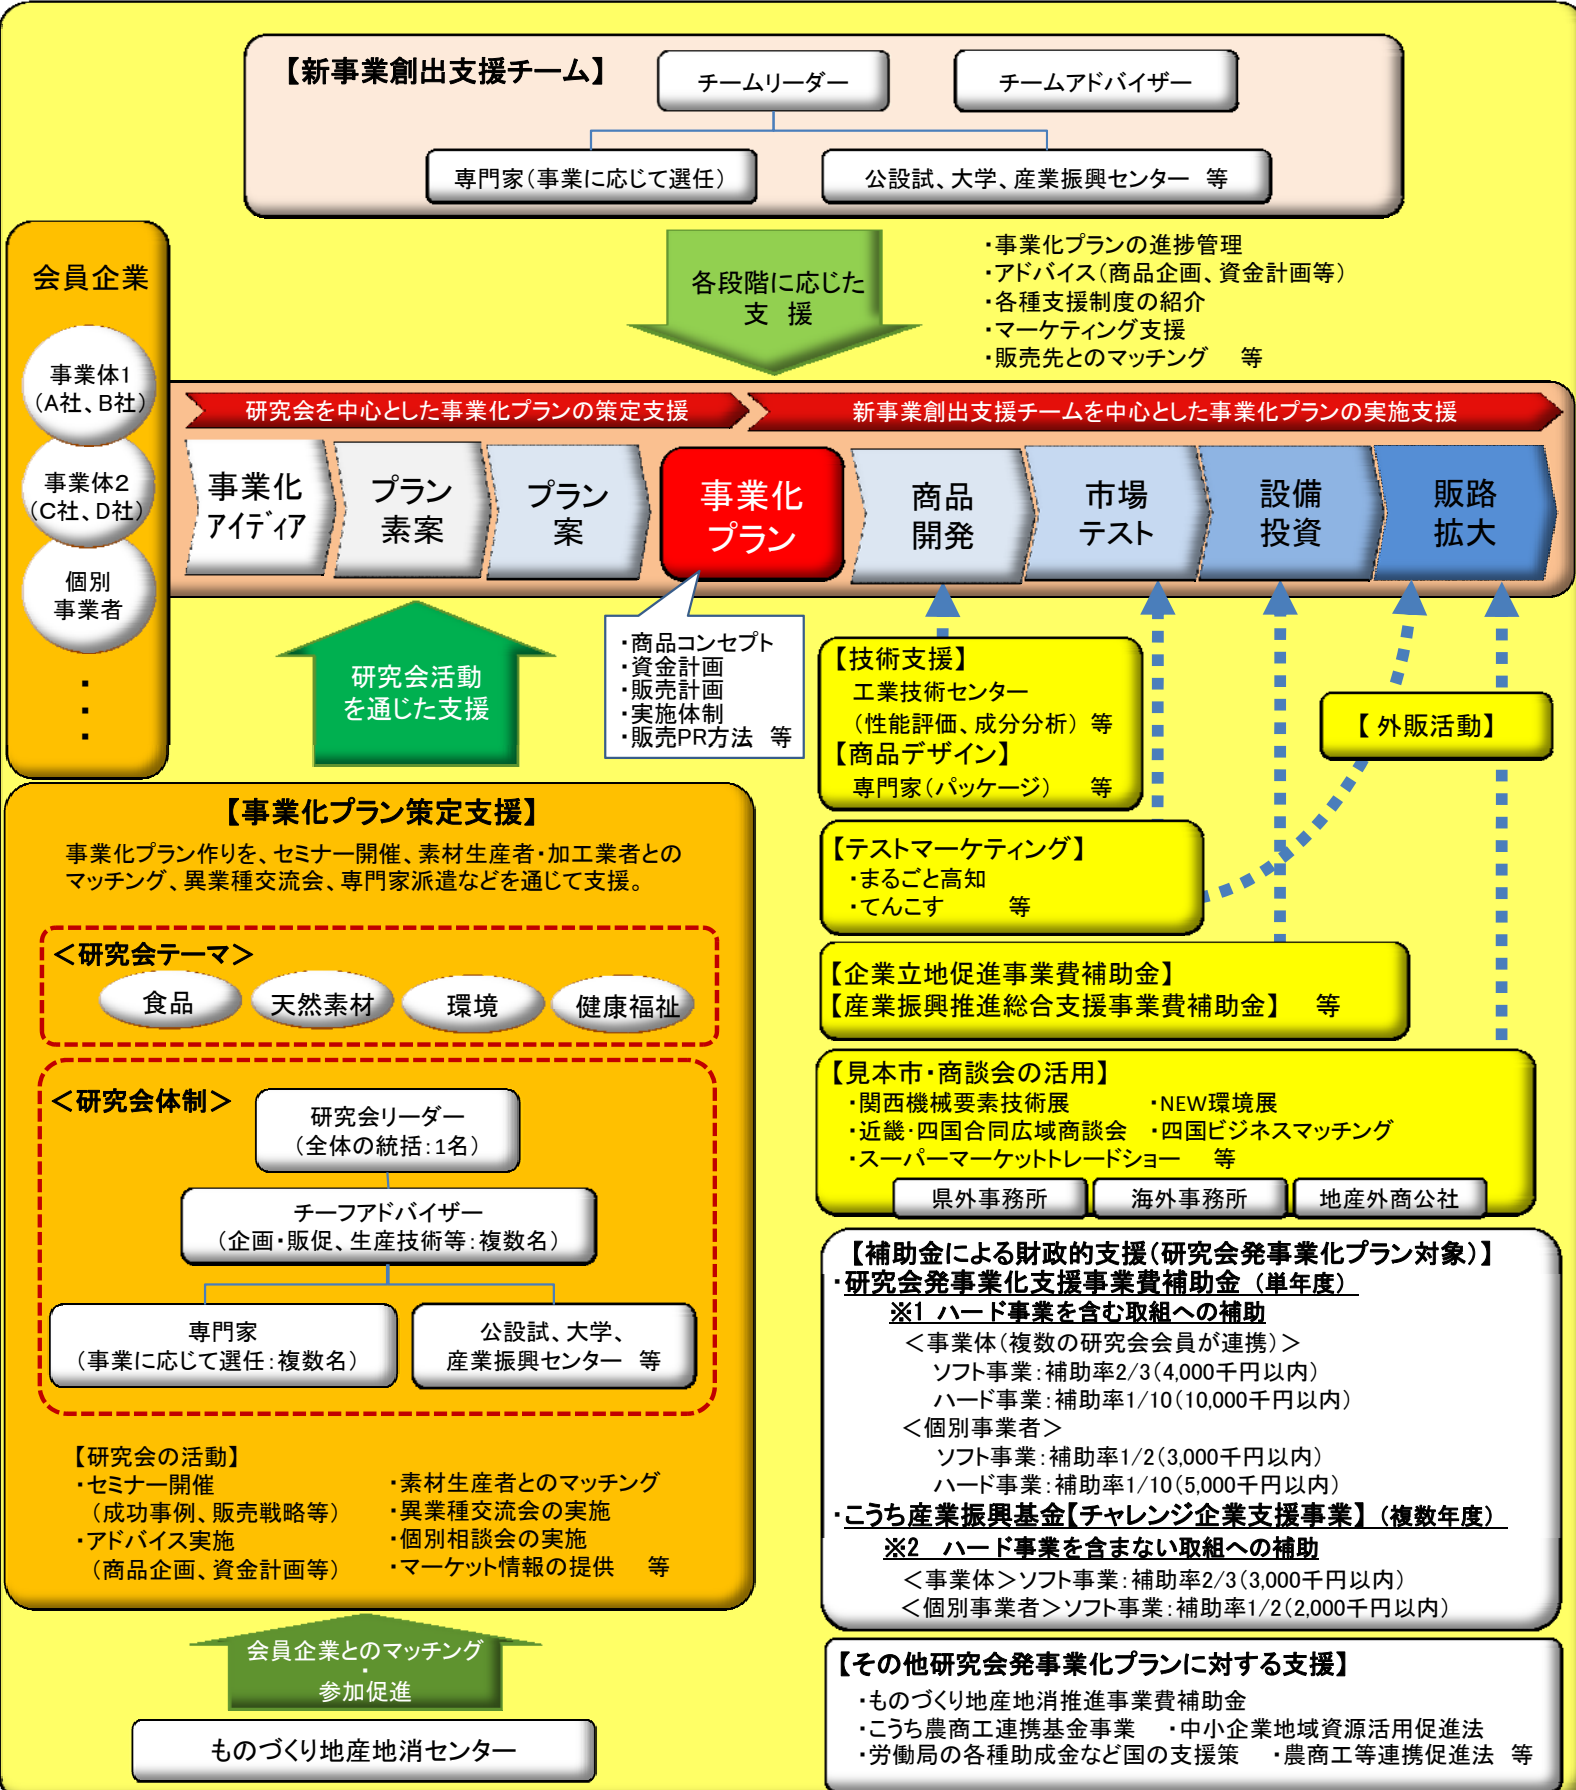 【新事業創出支援チーム】
チームリーダー
チームアドバイザー
専門家（事業に応じて選任）
公設試、大学、産業振興センター 等
会員企業
事業体1
（A社、B社）
事業体2
（C社、D社）
個別
事業者
・
・
・
各段階に応じた
支 援
・事業化プランの進捗管理
・アドバイス（商品企画、資金計画等）
・各種支援制度の紹介
・マーケティング支援
・販売先とのマッチング 等
研究会を中心とした事業化プランの策定支援
新事業創出支援チームを中心とした事業化プランの実施支援
事業化
アイディア
プラン
素案
プラン
案
事業化
プラン
商品
開発
市場
テスト
設備
投資
販路
拡大
研究会活動
を通じた支援
・商品コンセプト
・資金計画
・販売計画
・実施体制
・販売PR方法 等
【技術支援】
工業技術センター
（性能評価、成分分析）等
【商品デザイン】
専門家（パッケージ） 等
【外販活動】
【テストマーケティング】
・まるごと高知
・てんこす 等
【企業立地促進事業費補助金】
【産業振興推進総合支援事業費補助金】 等
【見本市・商談会の活用】
・関西機械要素技術展 ・NEW環境展
・近畿・四国合同広域商談会 ・四国ビジネスマッチング
・スーパーマーケットトレードショー 等
県外事務所
海外事務所
地産外商公社
【事業化プラン策定支援】
事業化プラン作りを、セミナー開催、素材生産者・加工業者との
マッチング、異業種交流会、専門家派遣などを通じて支援。
＜研究会テーマ＞
食品
天然素材
環境
健康福祉
＜研究会体制＞
研究会リーダー
（全体の統括：1名）
チーフアドバイザー
（企画・販促、生産技術等：複数名）
専門家
（事業に応じて選任：複数名）
公設試、大学、
産業振興センター 等
【研究会の活動】
・セミナー開催
（成功事例、販売戦略等）
・アドバイス実施
（商品企画、資金計画等）
・素材生産者とのマッチング
・異業種交流会の実施
・個別相談会の実施
・マーケット情報の提供 等
会員企業とのマッチング
・
参加促進
ものづくり地産地消センター
【補助金による財政的支援（研究会発事業化プラン対象）】
・研究会発事業化支援事業費補助金（単年度）
※1 ハード事業を含む取組への補助
＜事業体（複数の研究会会員が連携）＞
ソフト事業：補助率2/3（4,000千円以内）
ハード事業：補助率1/10（10,000千円以内）
＜個別事業者＞
ソフト事業：補助率1/2（3,000千円以内）
ハード事業：補助率1/10（5,000千円以内）
・こうち産業振興基金【チャレンジ企業支援事業】（複数年度）
※2 ハード事業を含まない取組への補助
＜事業体＞ソフト事業：補助率2/3（3,000千円以内）
＜個別事業者＞ソフト事業：補助率1/2（2,000千円以内）
【その他研究会発事業化プランに対する支援】
・ものづくり地産地消推進事業費補助金
・こうち農商工連携基金事業 ・中小企業地域資源活用促進法
・労働局の各種助成金など国の支援策 ・農商工等連携促進法 等